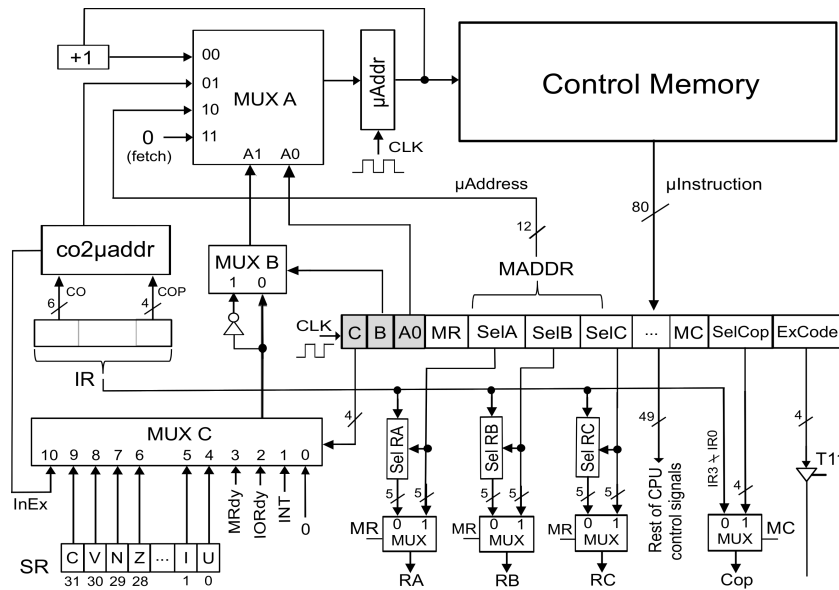 +1
00
01
10
11
MUX A
A1 A0
0
(fetch)
µAddr
CLK
Control Memory
µAddress
µInstruction
80
12
MADDR
co2µaddr
6
CO
4
COP
IR
MUX B
1 0
CLK
C B A0 MR SelA SelB SelC ... MC SelCop ExCode
4
MUX C
10 9 8 7 6 5 4 3 2 1 0
InEx
MRdy
IORdy
INT
0
SR
C V N Z ... I U
31 30 29 28 1 0
Sel RA
Sel RB
Sel RC
5 5 5 5 5 5
MR 0 1 MUX
MR 0 1 MUX
MR 0 1 MUX
RA
RB
RC
49
Rest of CPU
control signals
IR3 ÷ IR0
4
0 1
MUX
MC
Cop
4
T11